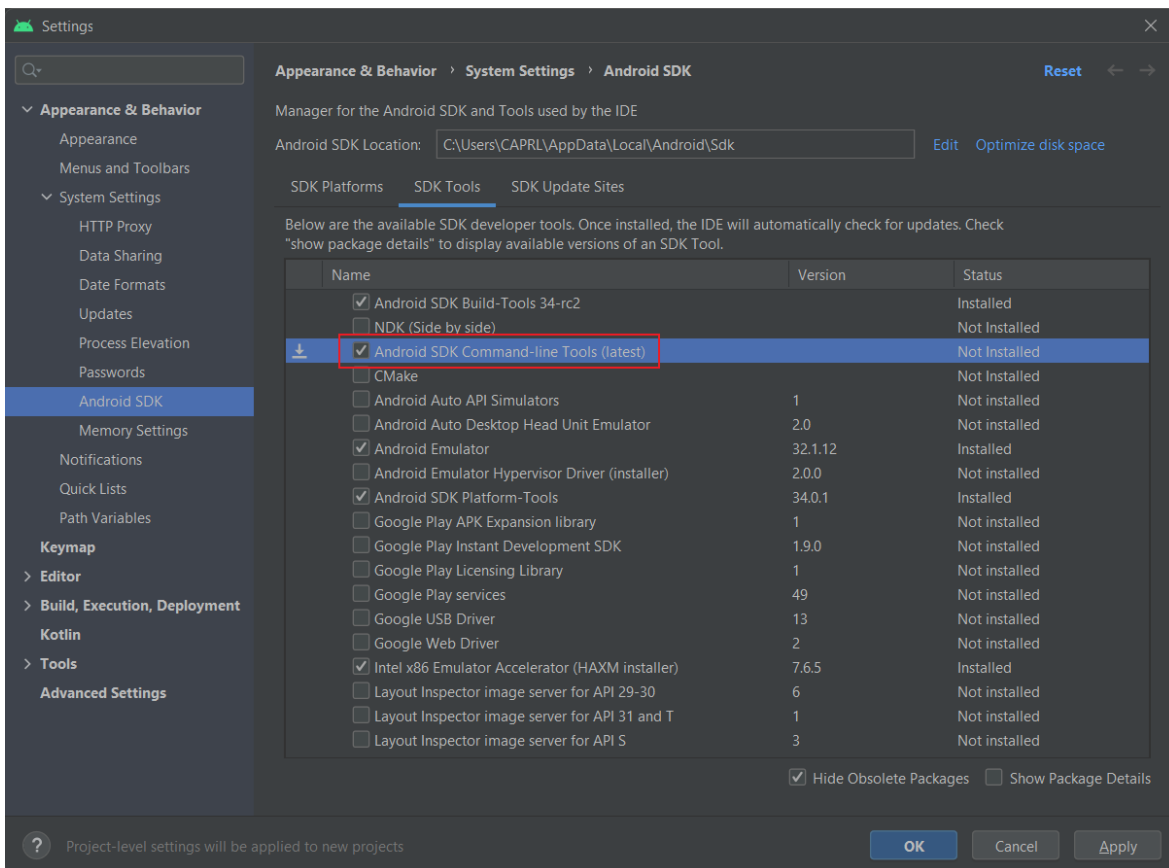 Settings
Appearance & Behavior
Appearance
Menus and Toolbars
System Settings
HTTP Proxy
Data Sharing
Date Formats
Updates
Process Elevation
Passwords
Android SDK
Memory Settings
Notifications
Quick Lists
Path Variables
Keymap
Editor
Build, Execution, Deployment
Kotlin
Tools
Advanced Settings
Appearance & Behavior › System Settings › Android SDK Reset
Manager for the Android SDK and Tools used by the IDE
Android SDK Location: C:\Users\CAPRL\AppData\Local\Android\Sdk Edit Optimize disk space
SDK Platforms SDK Tools SDK Update Sites
Below are the available SDK developer tools. Once installed, the IDE will automatically check for updates. Check
"show package details" to display available versions of an SDK Tool.
Name Version Status
Android SDK Build-Tools 34-rc2 Installed
NDK (Side by side) Not Installed
Android SDK Command-line Tools (latest) Not Installed
CMake Not Installed
Android Auto API Simulators 1 Not installed
Android Auto Desktop Head Unit Emulator 2.0 Not installed
Android Emulator 32.1.12 Installed
Android Emulator Hypervisor Driver (installer) 2.0.0 Not installed
Android SDK Platform-Tools 34.0.1 Installed
Google Play APK Expansion library 1 Not installed
Google Play Instant Development SDK 1.9.0 Not installed
Google Play Licensing Library 1 Not installed
Google Play services 49 Not installed
Google USB Driver 13 Not installed
Google Web Driver 2 Not installed
Intel x86 Emulator Accelerator (HAXM installer) 7.6.5 Installed
Layout Inspector image server for API 29-30 6 Not installed
Layout Inspector image server for API 31 and T 1 Not installed
Layout Inspector image server for API S 3 Not installed
Hide Obsolete Packages Show Package Details
? Project-level settings will be applied to new projects
OK Cancel Apply